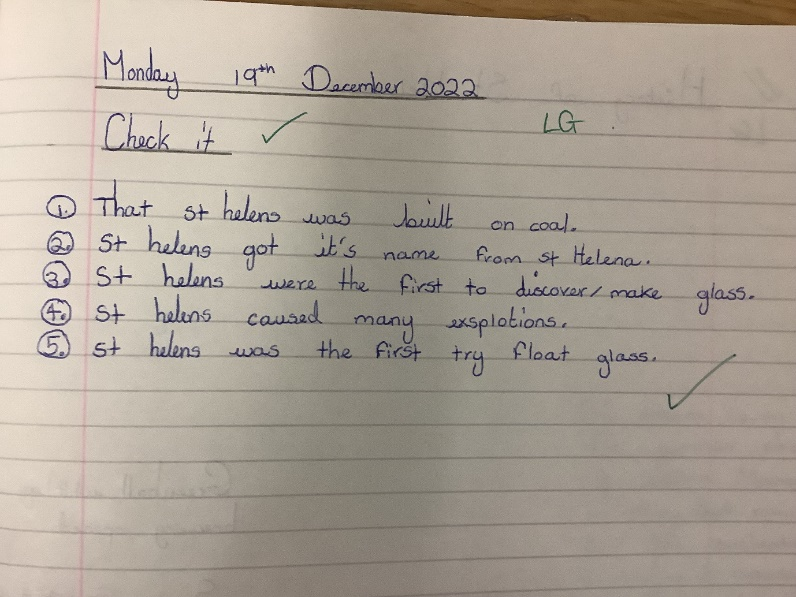 Monday 19th December 2022
Check it ✓ LG.
1. That st helens was built on coal.
2. St helens got it's name from st Helena.
3. St helens were the first to discover/make glass.
4. St helens caused many exsplotions.
5. St helens was the first try float glass.
✓